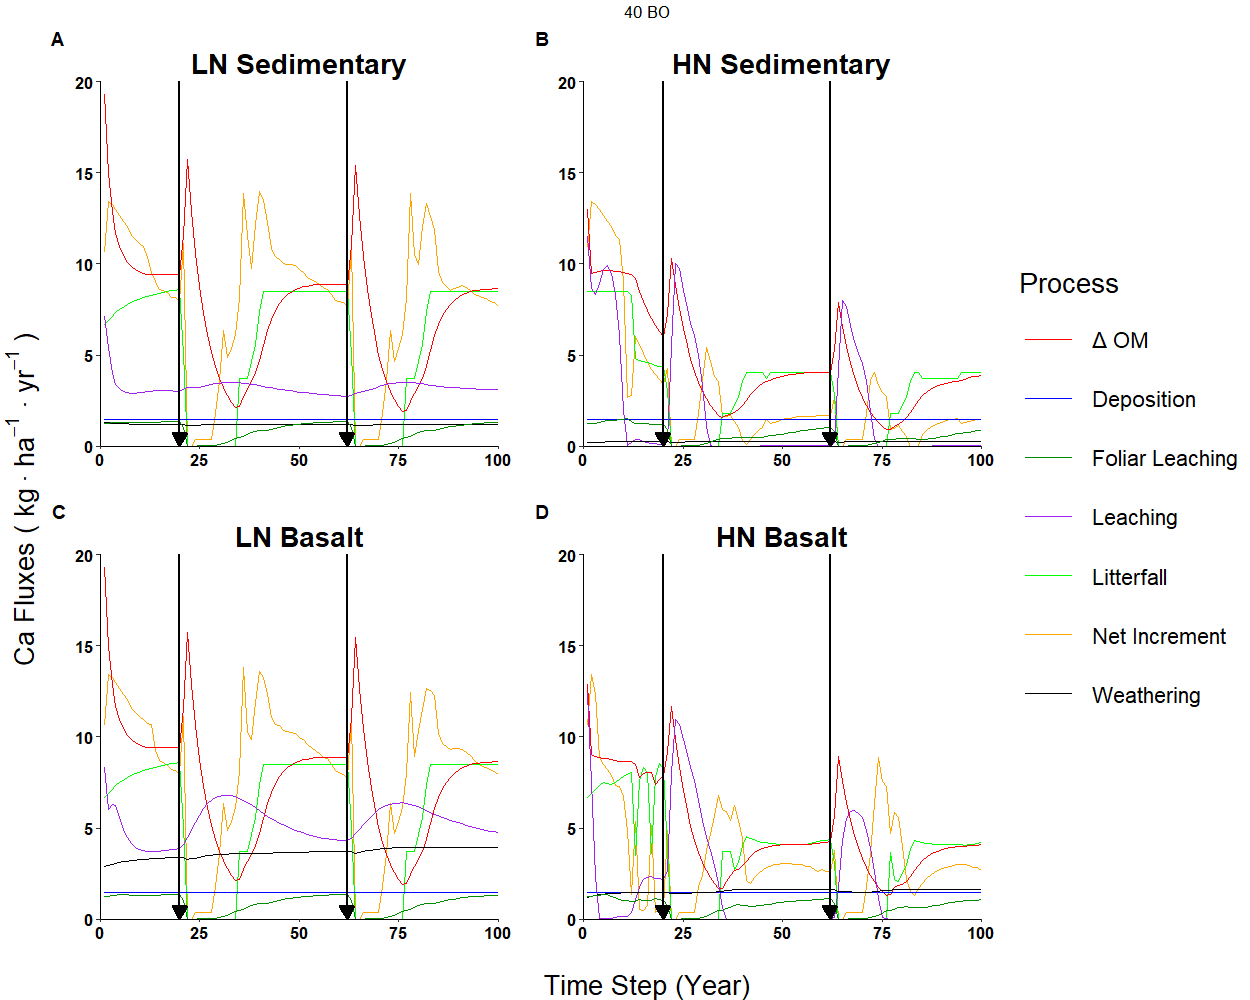 40 BO
A
LN Sedimentary
20
15
10
5
0
0 25 50 75 100
B
HN Sedimentary
20
15
10
5
0
0 25 50 75 100
C
LN Basalt
20
15
10
5
0
0 25 50 75 100
D
HN Basalt
20
15
10
5
0
0 25 50 75 100
Ca Fluxes ( kg · ha⁻¹ · yr⁻¹ )
Time Step (Year)
Process
Δ OM
Deposition
Foliar Leaching
Leaching
Litterfall
Net Increment
Weathering